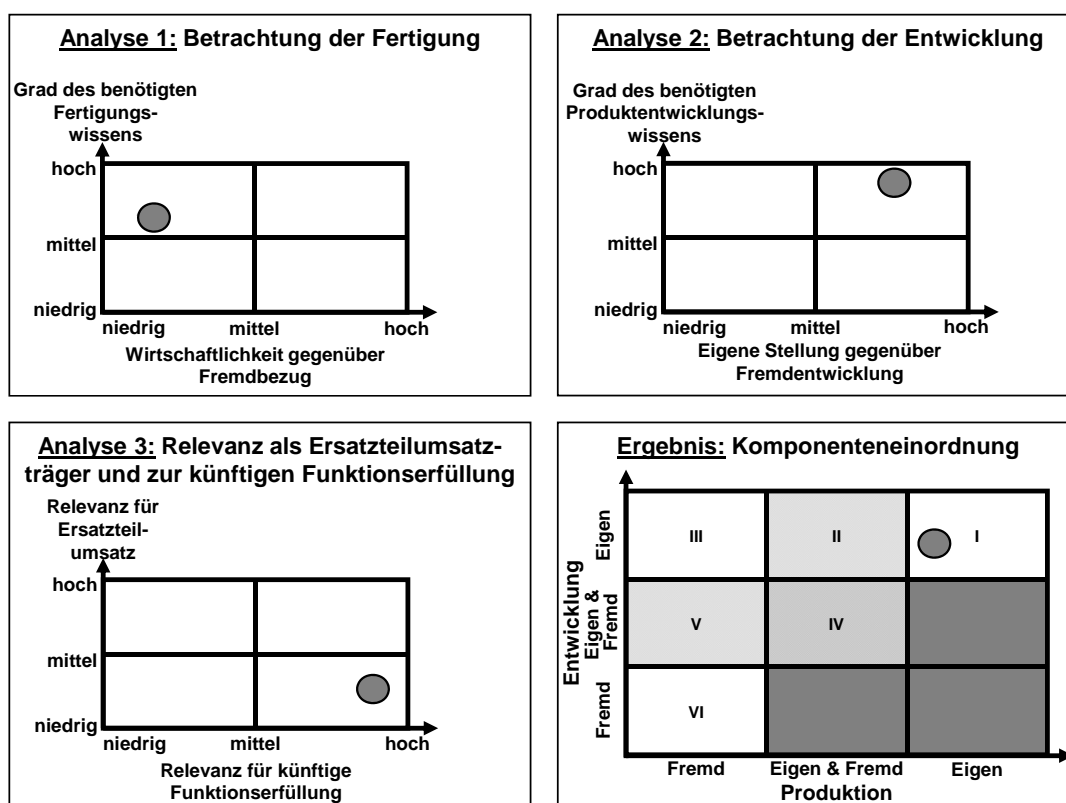 Analyse 1: Betrachtung der Fertigung
Grad des benötigten
Fertigungs-
wissens
hoch
mittel
niedrig
niedrig
mittel
hoch
Wirtschaftlichkeit gegenüber
Fremdbezug
Analyse 2: Betrachtung der Entwicklung
Grad des benötigten
Produktentwicklungs-
wissens
hoch
mittel
niedrig
niedrig
mittel
hoch
Eigene Stellung gegenüber
Fremdentwicklung
Analyse 3: Relevanz als Ersatzteilumsatz-
träger und zur künftigen Funktionserfüllung
Relevanz für
Ersatzteil-
umsatz
hoch
mittel
niedrig
niedrig
mittel
hoch
Relevanz für künftige
Funktionserfüllung
Ergebnis: Komponenteneinordnung
Entwicklung
Eigen
Eigen &
Fremd
Fremd
III
II
I
V
IV
VI
Fremd
Eigen & Fremd
Eigen
Produktion